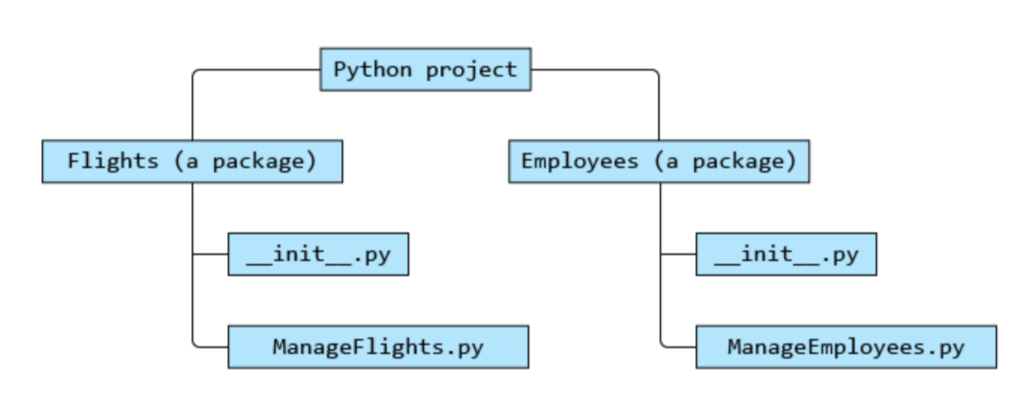 Python project
Flights (a package)
Employees (a package)
__init__.py
__init__.py
ManageFlights.py
ManageEmployees.py